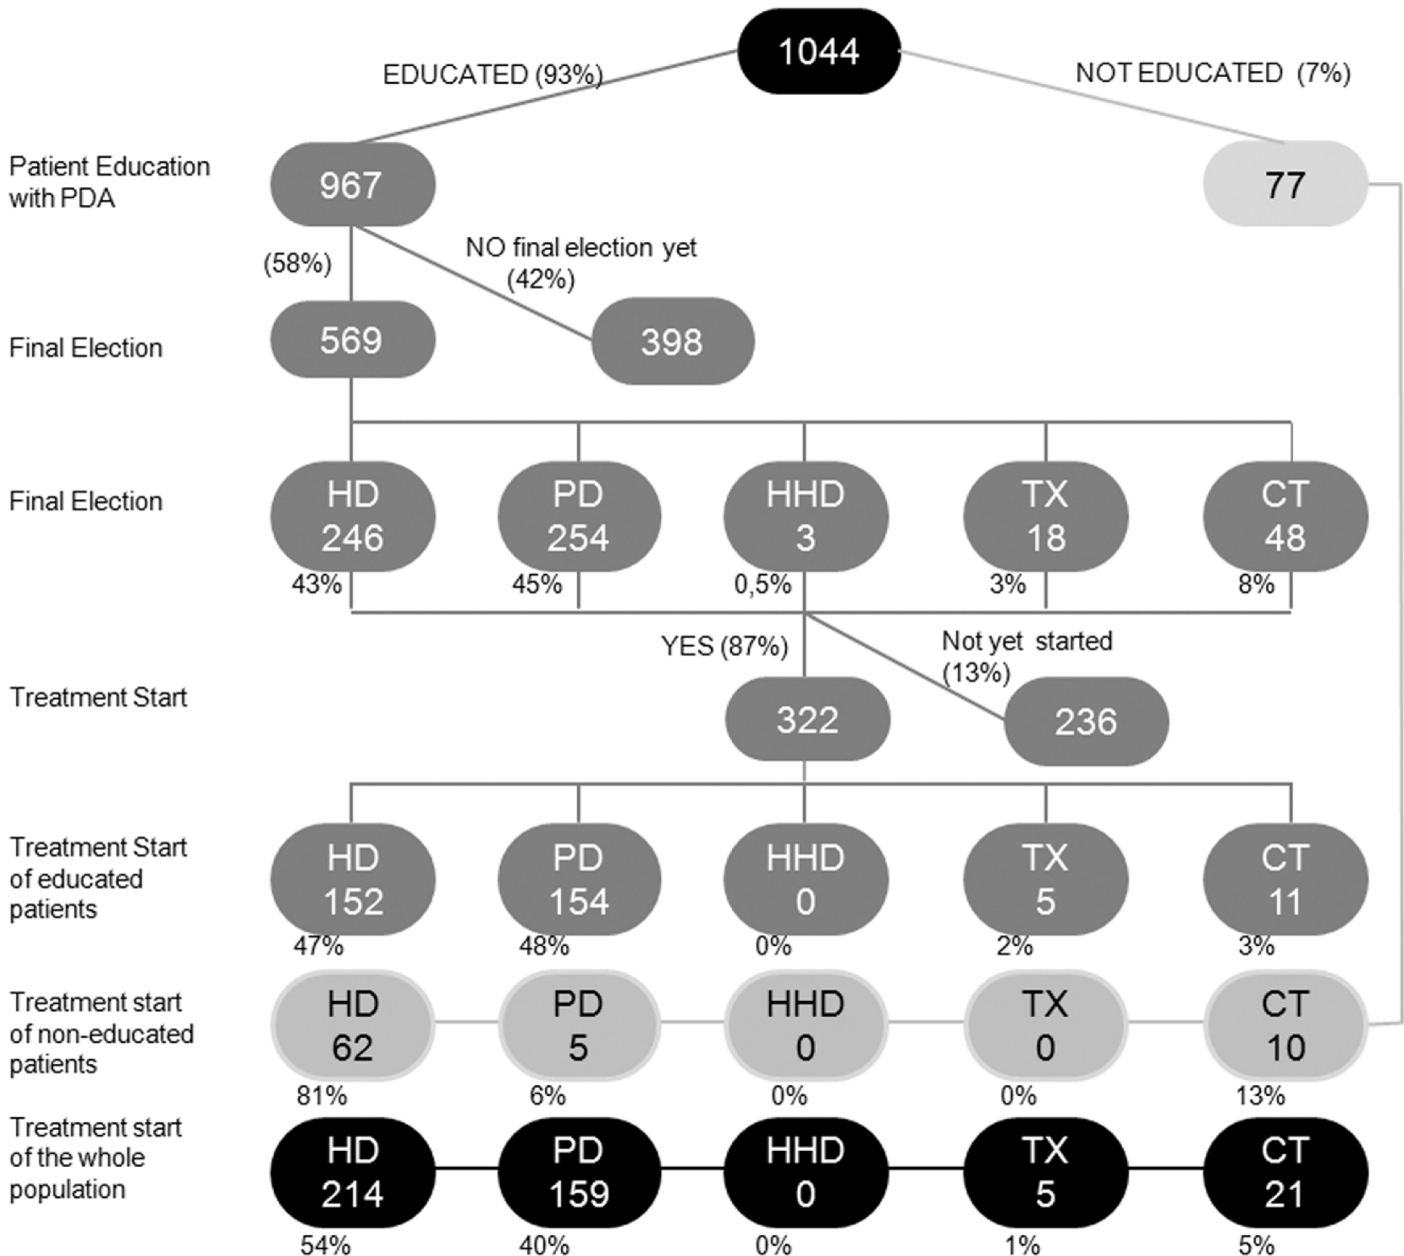 1044
EDUCATED (93%)
NOT EDUCATED (7%)
Patient Education
with PDA
967
77
(58%)
NO final election yet
(42%)
Final Election
569
398
Final Election
HD
246
PD
254
HHD
3
TX
18
CT
48
43%
45%
0,5%
3%
8%
YES (87%)
Not yet started
(13%)
Treatment Start
322
236
Treatment Start
of educated
patients
HD
152
PD
154
HHD
0
TX
5
CT
11
47%
48%
0%
2%
3%
Treatment start
of non-educated
patients
HD
62
PD
5
HHD
0
TX
0
CT
10
81%
6%
0%
0%
13%
Treatment start
of the whole
population
HD
214
PD
159
HHD
0
TX
5
CT
21
54%
40%
0%
1%
5%